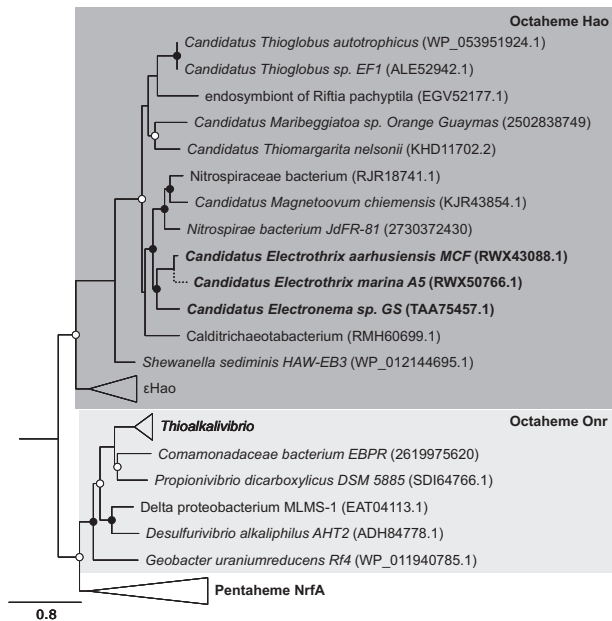 Octaheme Hao
Candidatus Thioglobus autotrophicus (WP_053951924.1)
Candidatus Thioglobus sp. EF1 (ALE52942.1)
endosymbiont of Riftia pachyptila (EGV52177.1)
Candidatus Maribeggiatoa sp. Orange Guaymas (2502838749)
Candidatus Thiomargarita nelsonii (KHD11702.2)
Nitrospiraceae bacterium (RJR18741.1)
Candidatus Magnetoovum chiemensis (KJR43854.1)
Nitrospirae bacterium JdFR-81 (2730372430)
Candidatus Electrothrix aarhusiensis MCF (RWX43088.1)
Candidatus Electrothrix marina A5 (RWX50766.1)
Candidatus Electronema sp. GS (TAA75457.1)
Calditrichaeotabacterium (RMH60699.1)
Shewanella sediminis HAW-EB3 (WP_012144695.1)
εHao
Octaheme Onr
Thioalkalivibrio
Comamonadaceae bacterium EBPR (2619975620)
Propionivibrio dicarboxylicus DSM 5885 (SDI64766.1)
Delta proteobacterium MLMS-1 (EAT04113.1)
Desulfurivibrio alkaliphilus AHT2 (ADH84778.1)
Geobacter uraniumreducens Rf4 (WP_011940785.1)
Pentaheme NrfA
0.8